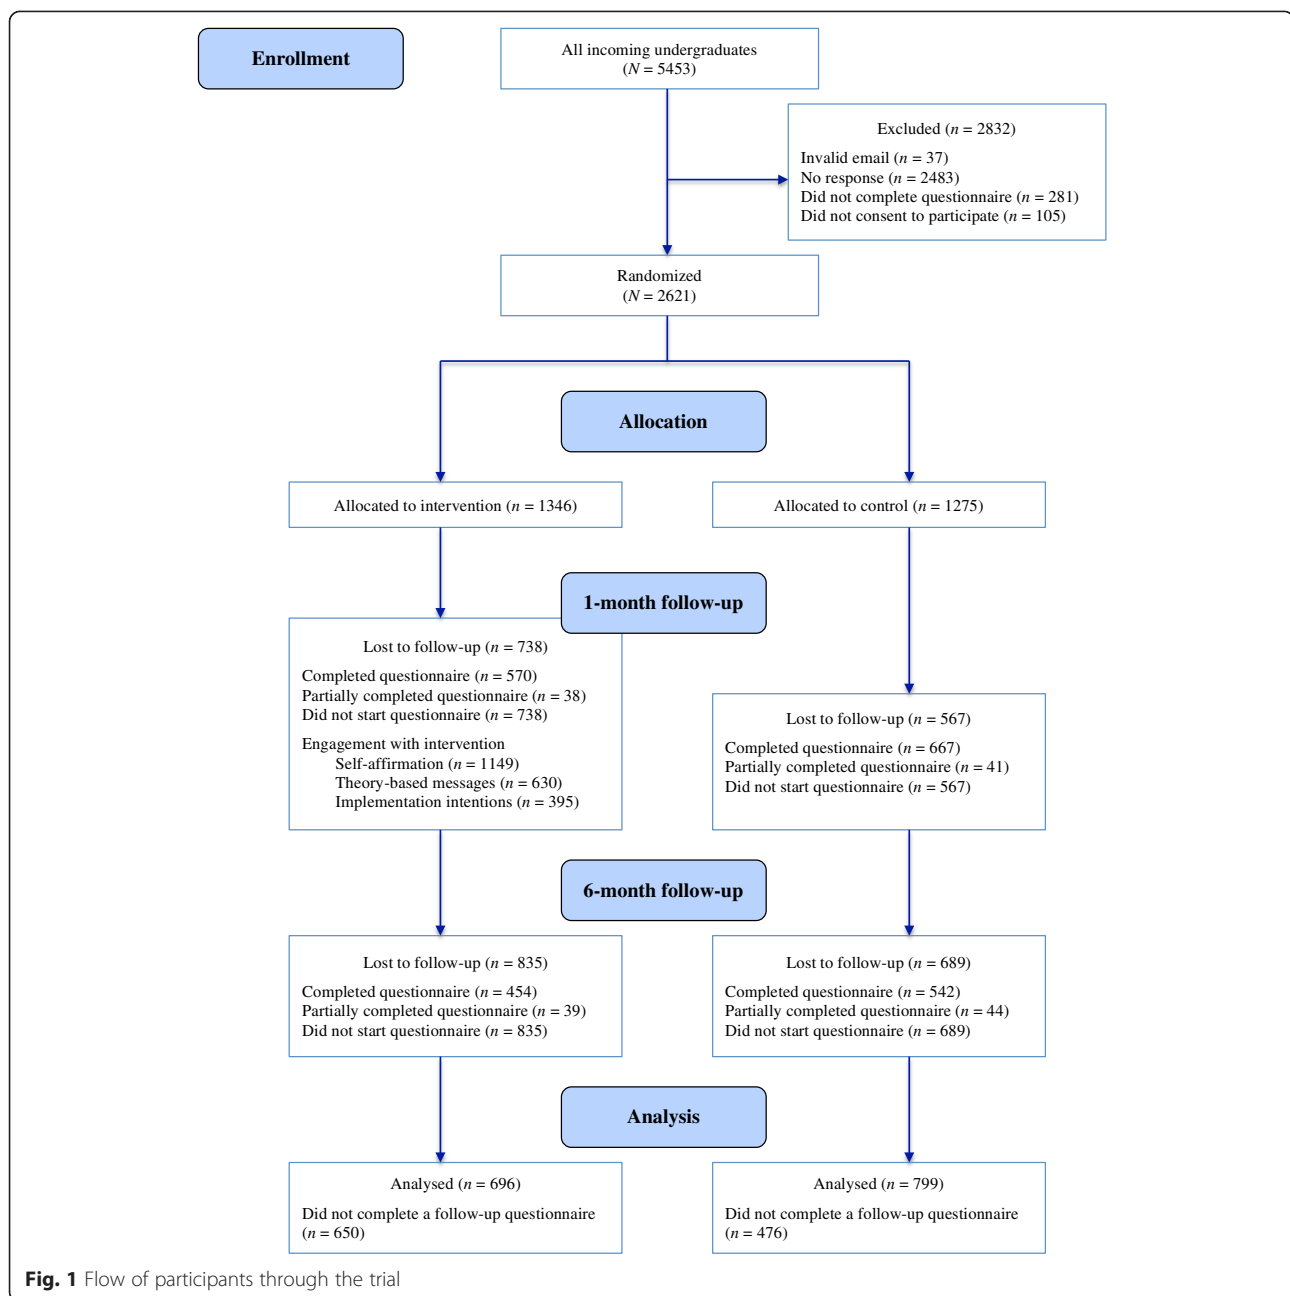 Enrollment
All incoming undergraduates
(N = 5453)
Excluded (n = 2832)
Invalid email (n = 37)
No response (n = 2483)
Did not complete questionnaire (n = 281)
Did not consent to participate (n = 105)
Randomized
(N = 2621)
Allocation
Allocated to intervention (n = 1346)
Allocated to control (n = 1275)
1-month follow-up
Lost to follow-up (n = 738)
Completed questionnaire (n = 570)
Partially completed questionnaire (n = 38)
Did not start questionnaire (n = 738)
Engagement with intervention
Self-affirmation (n = 1149)
Theory-based messages (n = 630)
Implementation intentions (n = 395)
Lost to follow-up (n = 567)
Completed questionnaire (n = 667)
Partially completed questionnaire (n = 41)
Did not start questionnaire (n = 567)
6-month follow-up
Lost to follow-up (n = 835)
Completed questionnaire (n = 454)
Partially completed questionnaire (n = 39)
Did not start questionnaire (n = 835)
Lost to follow-up (n = 689)
Completed questionnaire (n = 542)
Partially completed questionnaire (n = 44)
Did not start questionnaire (n = 689)
Analysis
Analysed (n = 696)
Did not complete a follow-up questionnaire
(n = 650)
Analysed (n = 799)
Did not complete a follow-up questionnaire
(n = 476)
Fig. 1 Flow of participants through the trial